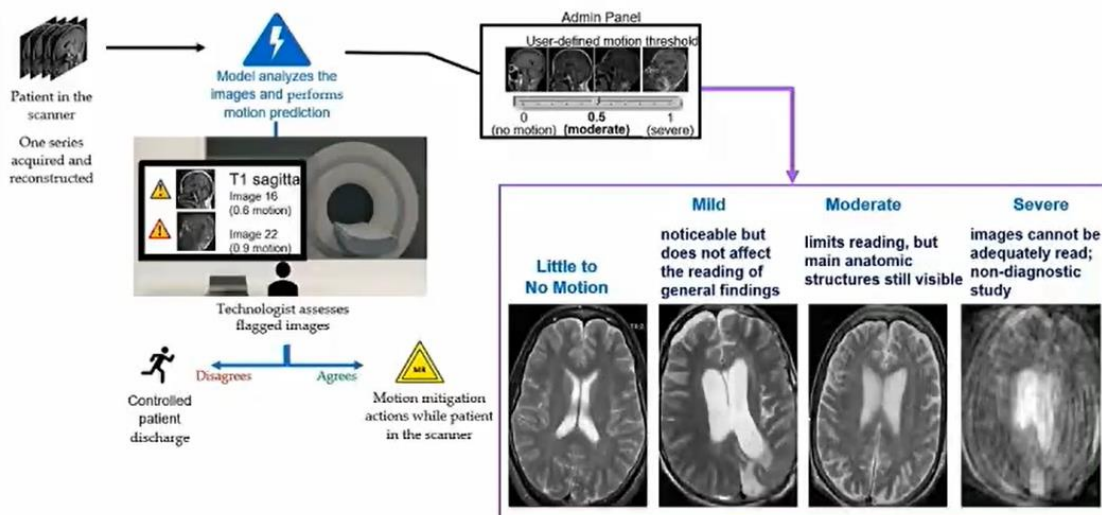 Patient in the
scanner
One series
acquired and
reconstructed
Model analyzes the
images and performs
motion prediction
Admin Panel
User-defined motion threshold
0
0.5
1
(no motion)
(moderate)
(severe)
T1 sagitta
Image 16
(0.6 motion)
Image 22
(0.9 motion)
Technologist assesses
flagged images
Disagrees
Agrees
Controlled
patient
discharge
Motion mitigation
actions while patient
in the scanner
Little to
No Motion
Mild
noticeable but
does not affect
the reading of
general findings
Moderate
limits reading, but
main anatomic
structures still visible
Severe
images cannot be
adequately read;
non-diagnostic
study